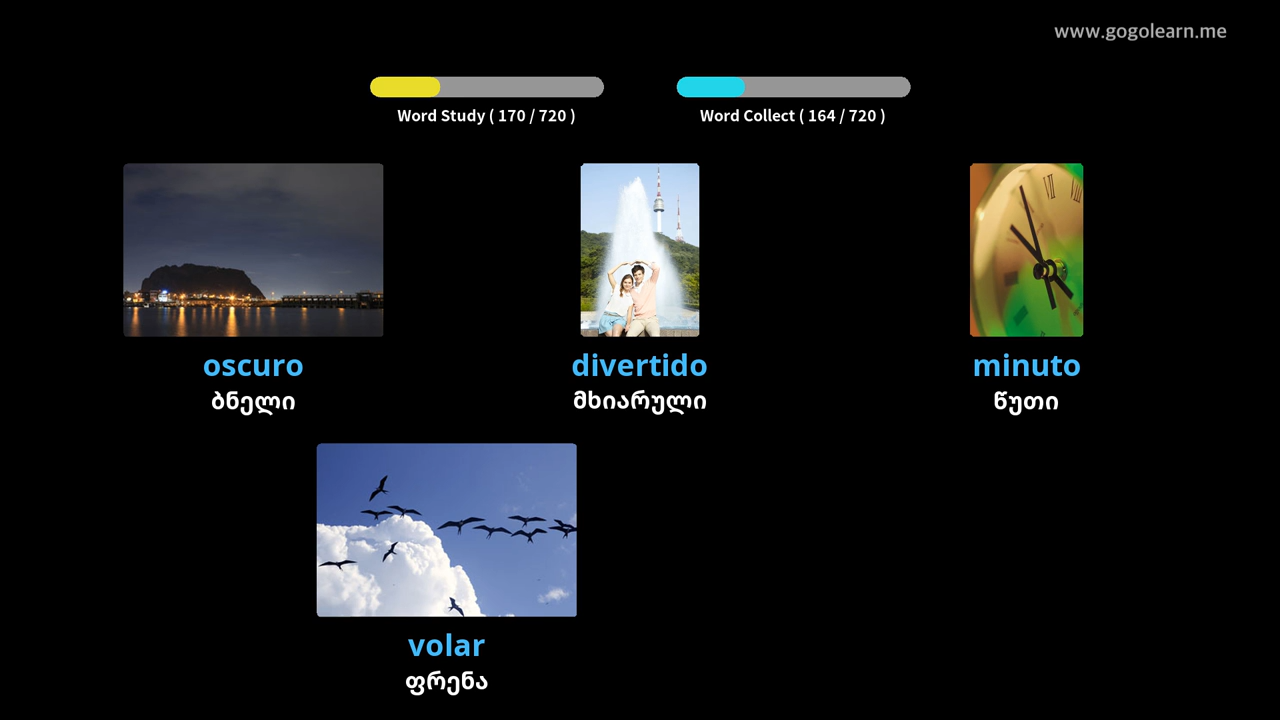 www.gogolearn.me
Word Study ( 170 / 720 )
Word Collect ( 164 / 720 )
oscuro
ბნელი
divertido
მხიარული
minuto
წუთი
volar
ფრენა